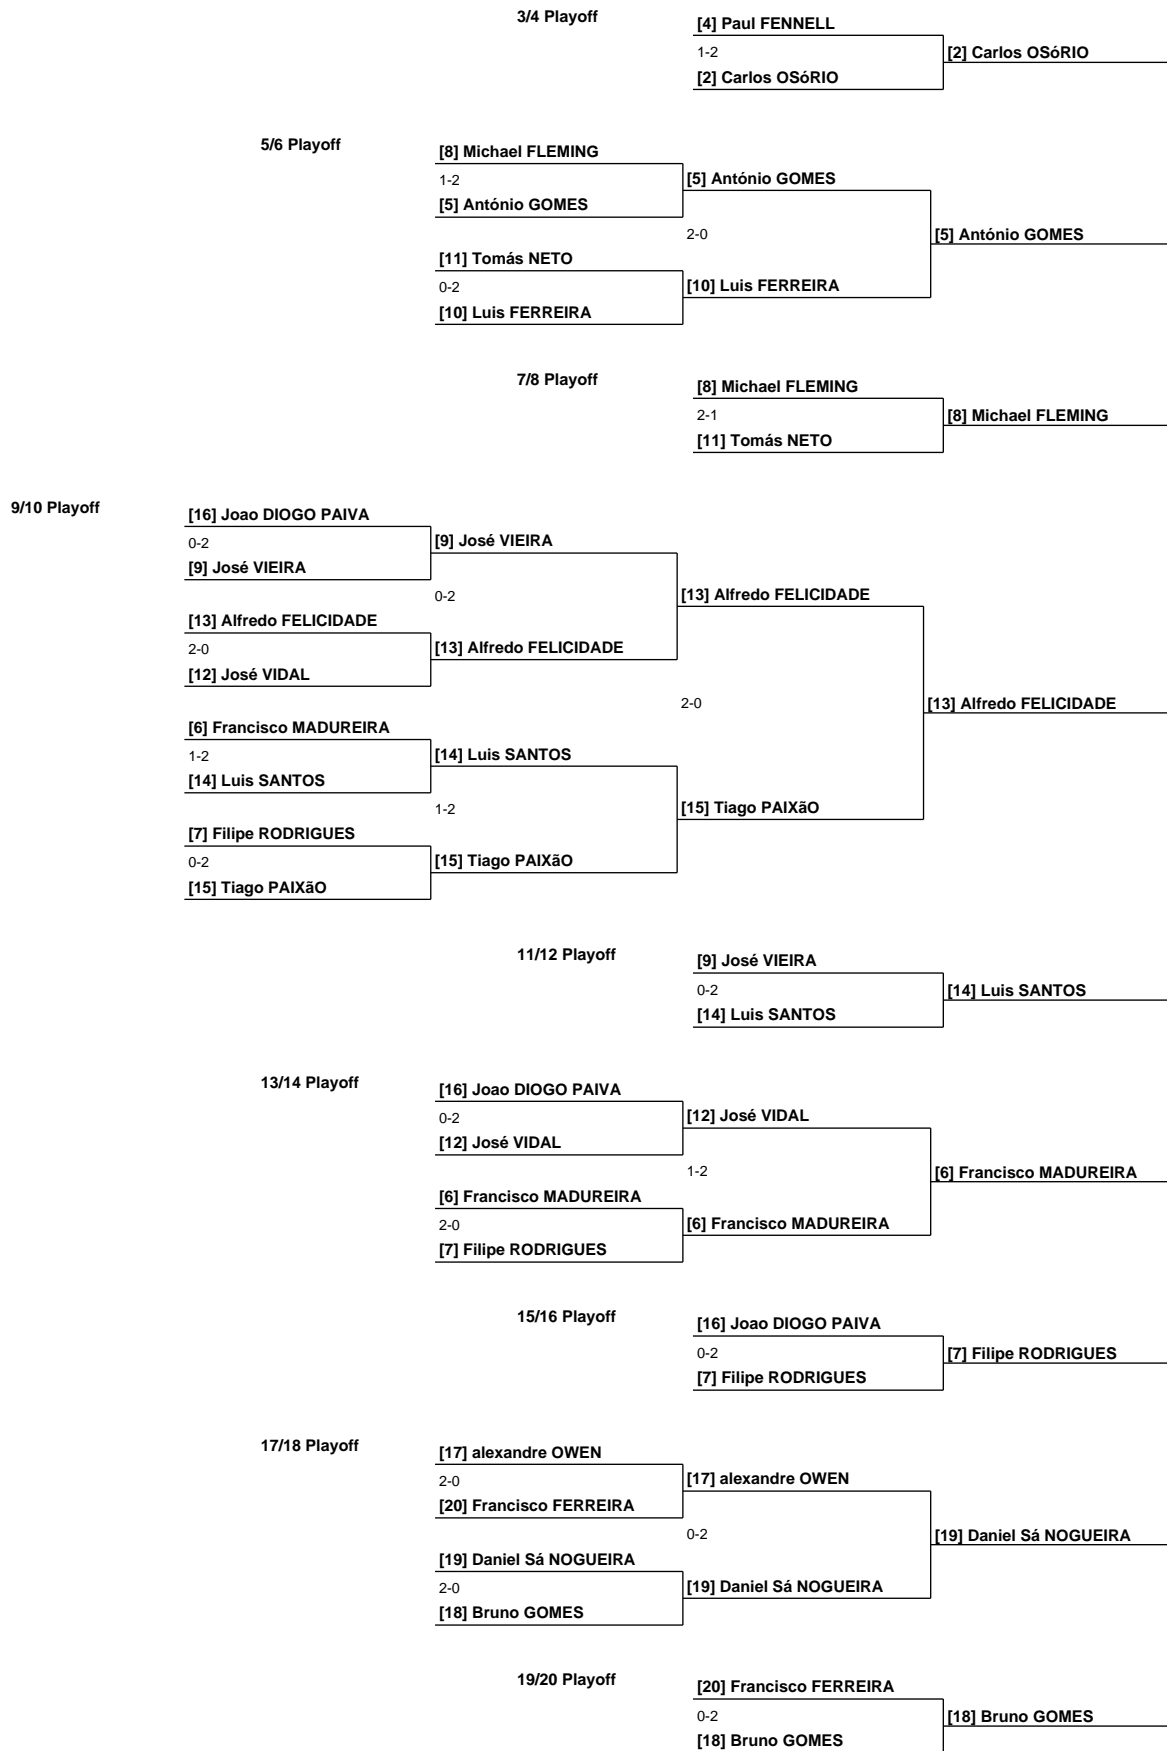 3/4 Playoff
[4] Paul FENNELL
1-2
[2] Carlos OSóRIO
[2] Carlos OSóRIO
5/6 Playoff
[8] Michael FLEMING
1-2
[5] António GOMES
[5] António GOMES
2-0
[5] António GOMES
[11] Tomás NETO
0-2
[10] Luis FERREIRA
[10] Luis FERREIRA
7/8 Playoff
[8] Michael FLEMING
2-1
[8] Michael FLEMING
[11] Tomás NETO
9/10 Playoff
[16] Joao DIOGO PAIVA
0-2
[9] José VIEIRA
[9] José VIEIRA
0-2
[13] Alfredo FELICIDADE
[13] Alfredo FELICIDADE
2-0
[13] Alfredo FELICIDADE
[12] José VIDAL
2-0
[13] Alfredo FELICIDADE
[6] Francisco MADUREIRA
1-2
[14] Luis SANTOS
[14] Luis SANTOS
1-2
[15] Tiago PAIXãO
[7] Filipe RODRIGUES
0-2
[15] Tiago PAIXãO
[15] Tiago PAIXãO
11/12 Playoff
[9] José VIEIRA
0-2
[14] Luis SANTOS
[14] Luis SANTOS
13/14 Playoff
[16] Joao DIOGO PAIVA
0-2
[12] José VIDAL
[12] José VIDAL
1-2
[6] Francisco MADUREIRA
[6] Francisco MADUREIRA
2-0
[6] Francisco MADUREIRA
[7] Filipe RODRIGUES
15/16 Playoff
[16] Joao DIOGO PAIVA
0-2
[7] Filipe RODRIGUES
[7] Filipe RODRIGUES
17/18 Playoff
[17] alexandre OWEN
2-0
[17] alexandre OWEN
[20] Francisco FERREIRA
0-2
[19] Daniel Sá NOGUEIRA
[19] Daniel Sá NOGUEIRA
2-0
[19] Daniel Sá NOGUEIRA
[18] Bruno GOMES
19/20 Playoff
[20] Francisco FERREIRA
0-2
[18] Bruno GOMES
[18] Bruno GOMES